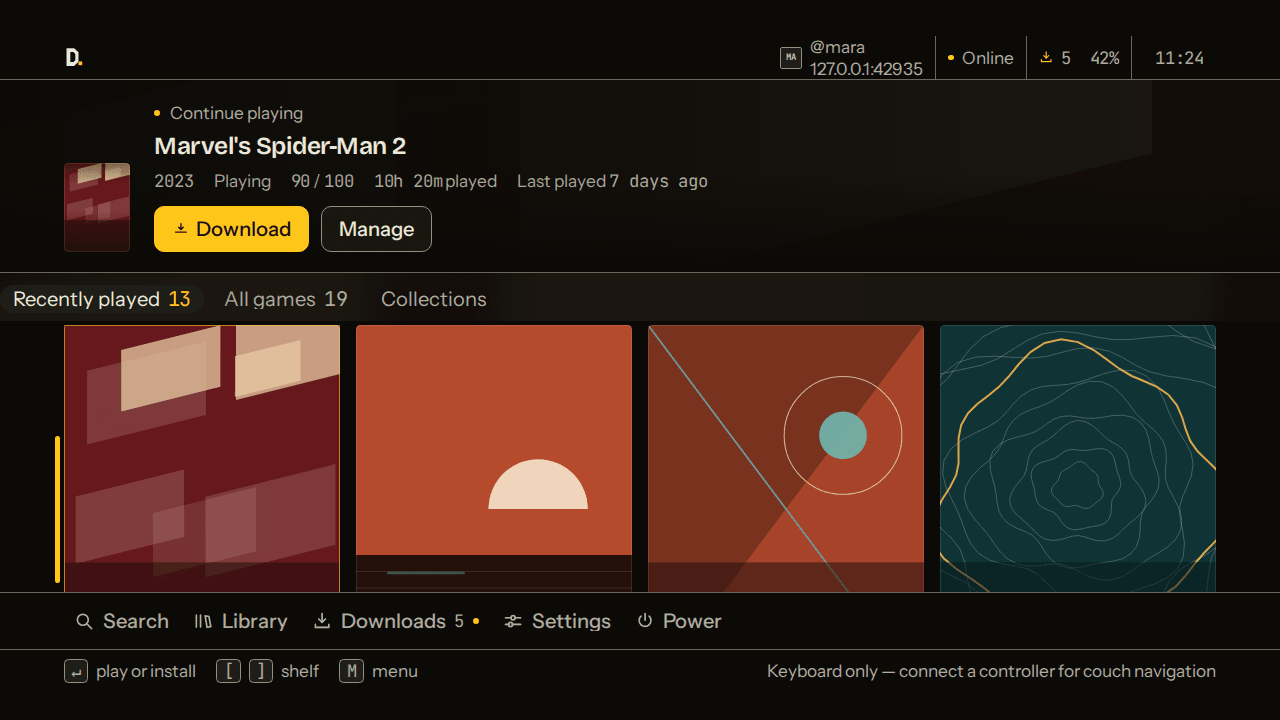 D.
MA
@mara
127.0.0.1:42935
Online
5 42%
11:24
Continue playing
Marvel's Spider-Man 2
2023 Playing 90 / 100 10h 20m played Last played 7 days ago
Download
Manage
Recently played 13 All games 19 Collections
Search Library Downloads 5 Settings Power
↵ play or install [ ] shelf M menu
Keyboard only — connect a controller for couch navigation